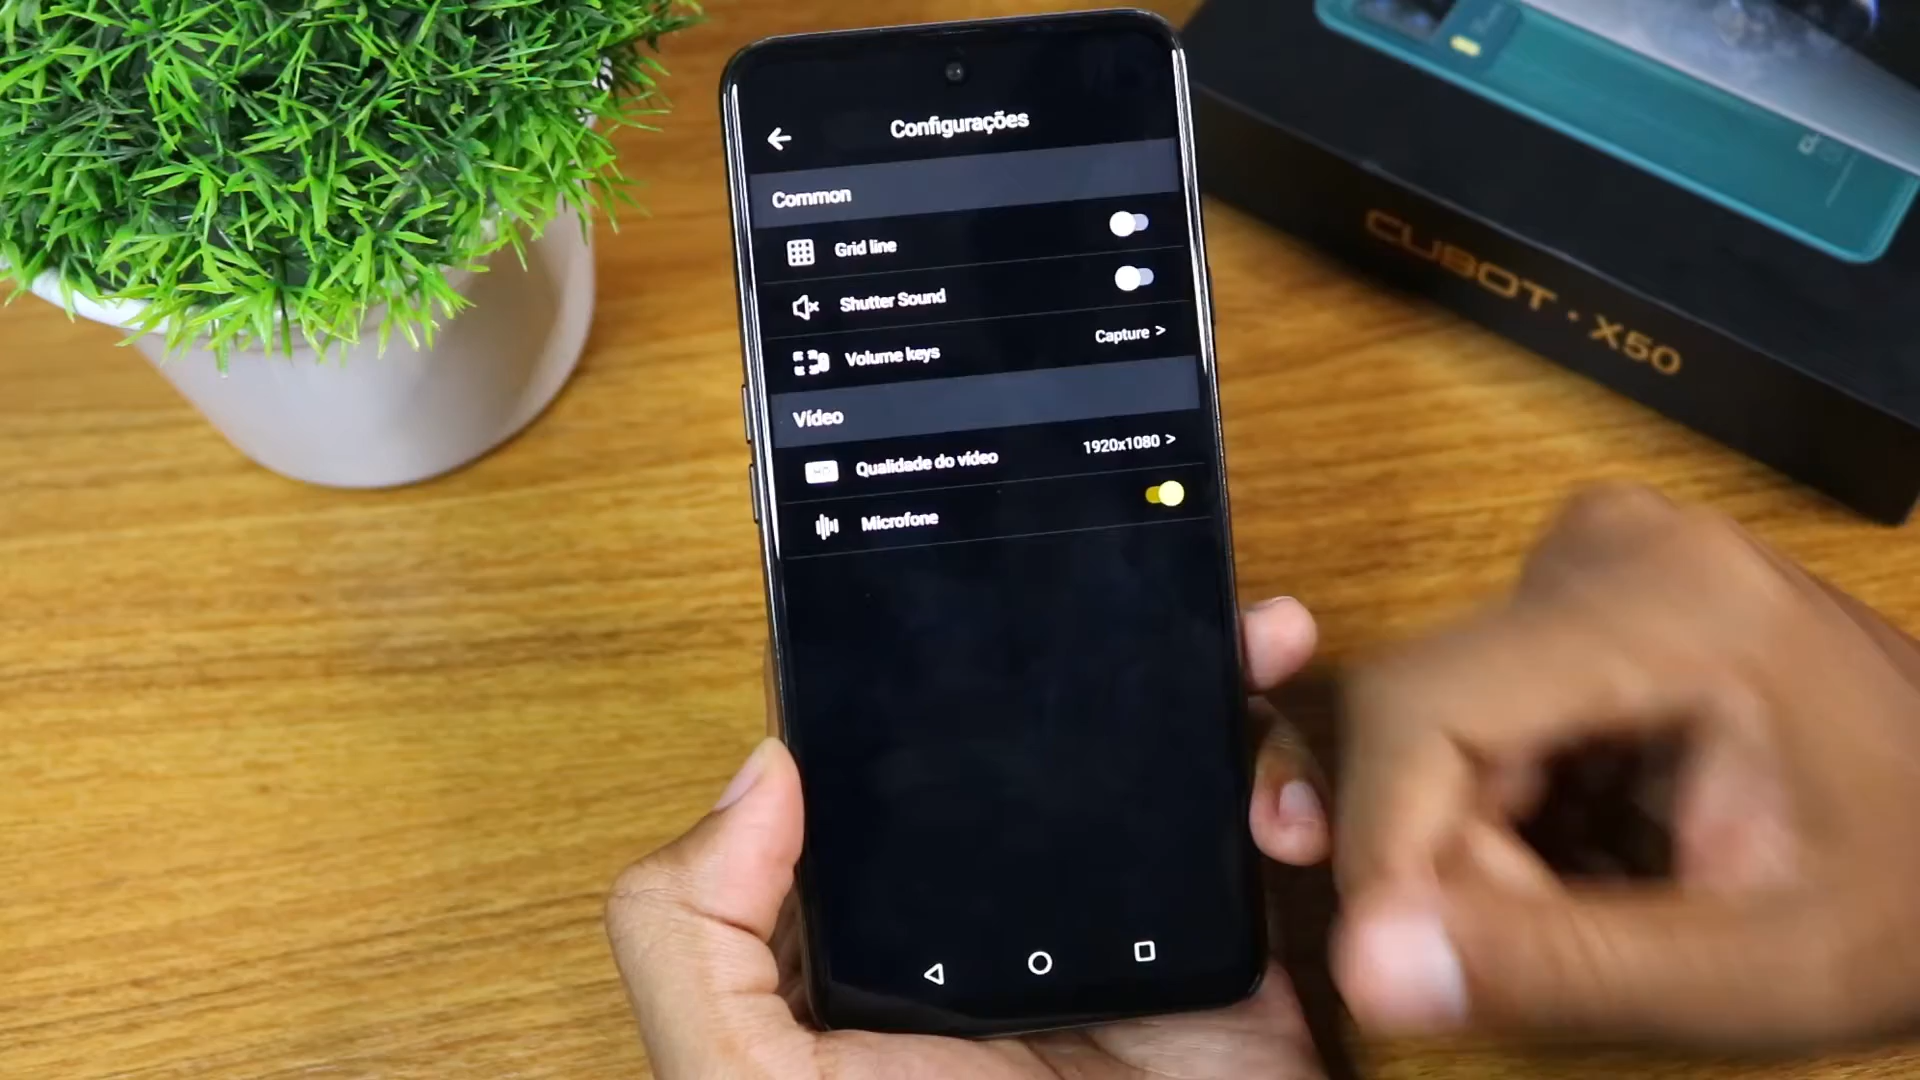 Configurações
Common
Grid line
Shutter Sound
Volume keys
Capture >
Vídeo
Qualidade do vídeo
1920x1080 >
Microfone
CUBOT · X50